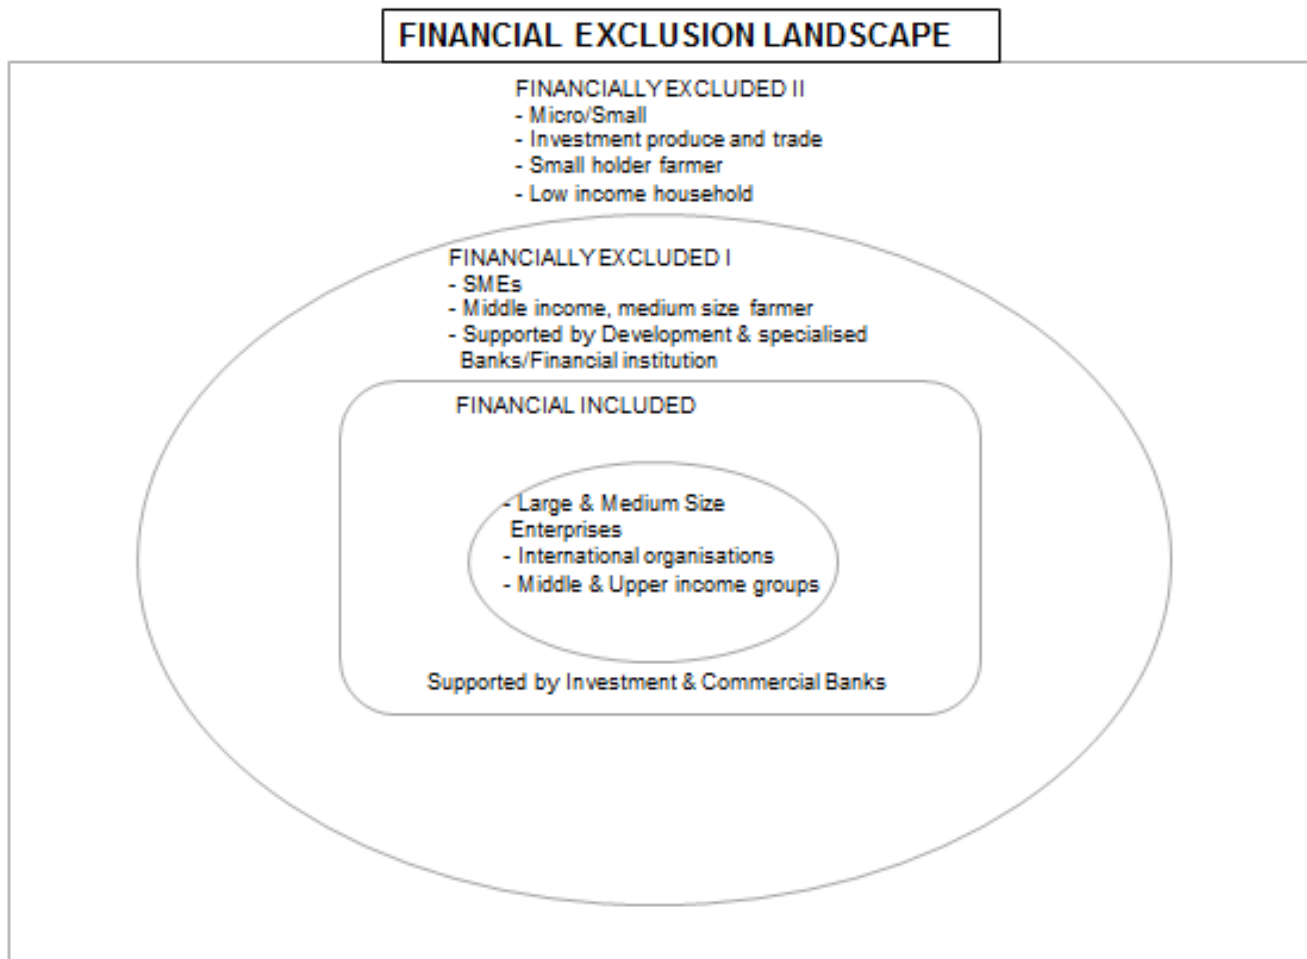 FINANCIAL EXCLUSION LANDSCAPE
FINANCIALLY EXCLUDED II
- Micro/Small
- Investment produce and trade
- Small holder farmer
- Low income household
FINANCIALLY EXCLUDED I
- SMEs
- Middle income, medium size farmer
- Supported by Development & specialised
Banks/Financial institution
FINANCIAL INCLUDED
- Large & Medium Size
Enterprises
- International organisations
- Middle & Upper income groups
Supported by Investment & Commercial Banks